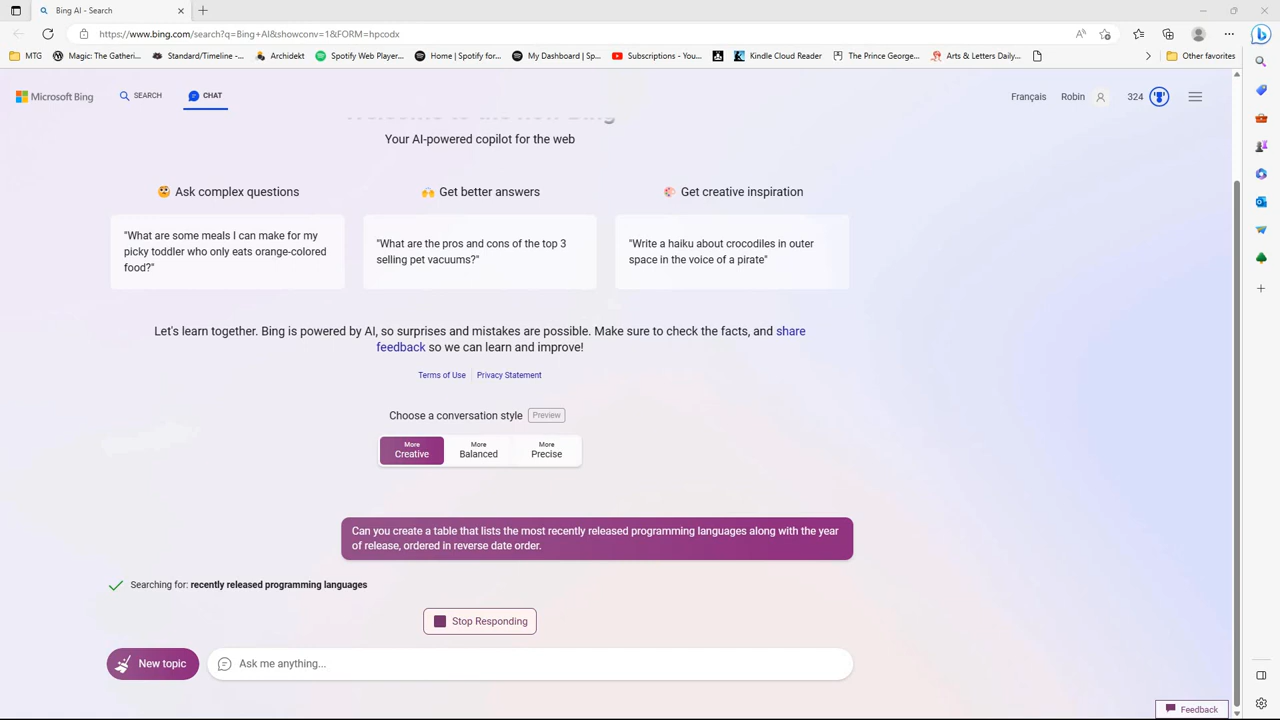 Bing AI - Search
https://www.bing.com/search?q=Bing+AI&showconv=1&FORM=hpcodx
MTG
Magic: The Gatheri...
Standard/Timeline -...
Archidekt
Spotify Web Player...
Home | Spotify for...
My Dashboard | Sp...
Subscriptions - You...
Kindle Cloud Reader
The Prince George...
Arts & Letters Daily...
Other favorites
Microsoft Bing
SEARCH
CHAT
Français
Robin
324
Your AI-powered copilot for the web
Ask complex questions
Get better answers
Get creative inspiration
"What are some meals I can make for my
picky toddler who only eats orange-colored
food?"
"What are the pros and cons of the top 3
selling pet vacuums?"
"Write a haiku about crocodiles in outer
space in the voice of a pirate"
Let's learn together. Bing is powered by AI, so surprises and mistakes are possible. Make sure to check the facts, and share
feedback so we can learn and improve!
Terms of Use
Privacy Statement
Choose a conversation style Preview
More
Creative
More
Balanced
More
Precise
Can you create a table that lists the most recently released programming languages along with the year
of release, ordered in reverse date order.
Searching for: recently released programming languages
Stop Responding
New topic
Ask me anything...
Feedback